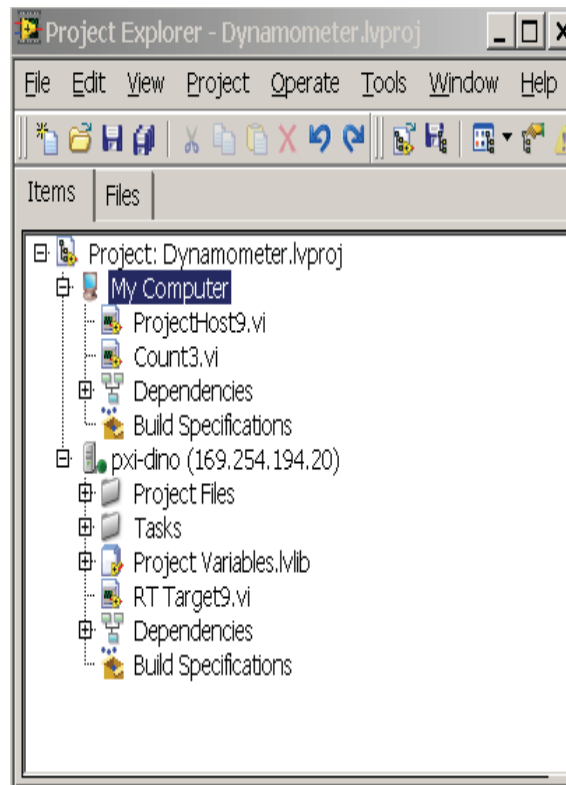 Project Explorer - Dynamometer.lvproj
File Edit View Project Operate Tools Window Help
Items Files
Project: Dynamometer.lvproj
My Computer
ProjectHost9.vi
Count3.vi
Dependencies
Build Specifications
pxi-dino (169.254.194.20)
Project Files
Tasks
Project Variables.lvlib
RT Target9.vi
Dependencies
Build Specifications